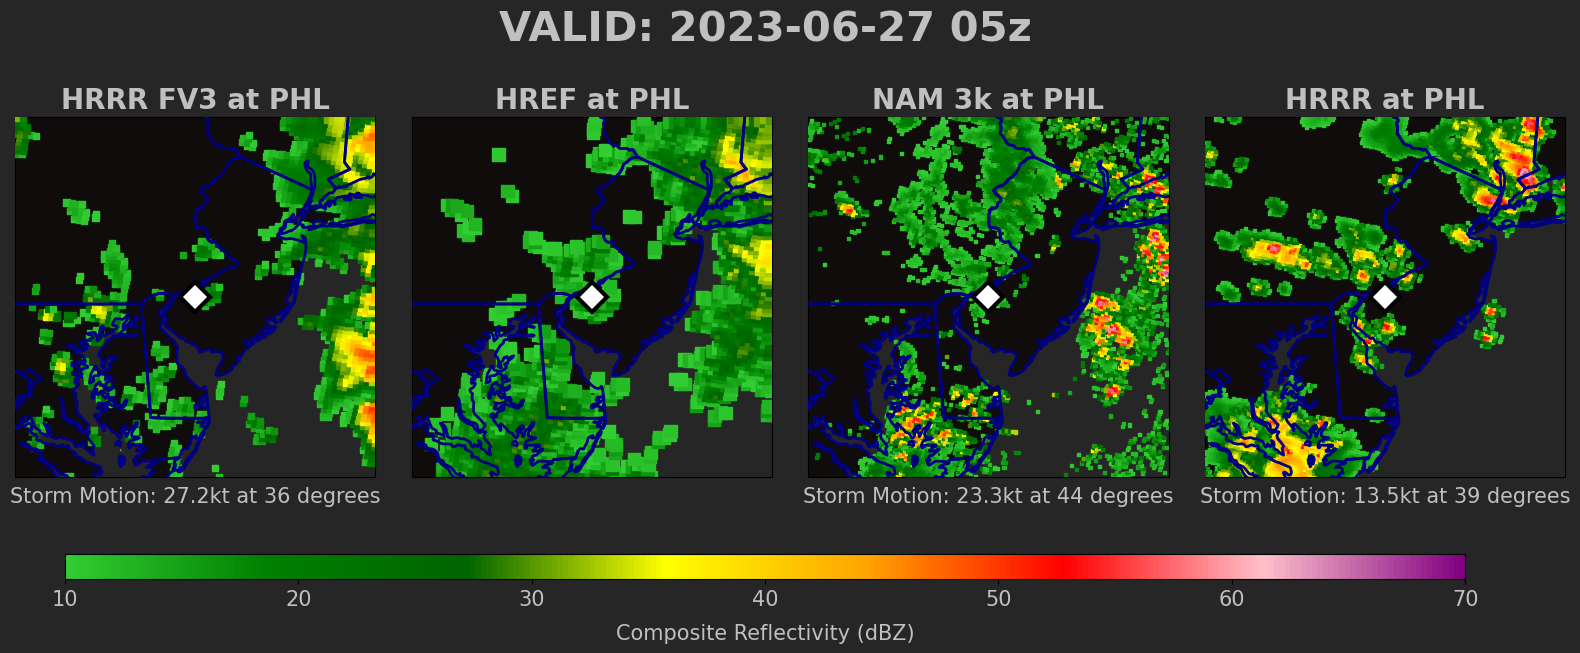 VALID: 2023-06-27 05z
HRRR FV3 at PHL
HREF at PHL
NAM 3k at PHL
HRRR at PHL
Storm Motion: 27.2kt at 36 degrees
Storm Motion: 23.3kt at 44 degrees
Storm Motion: 13.5kt at 39 degrees
10 20 30 40 50 60 70
Composite Reflectivity (dBZ)